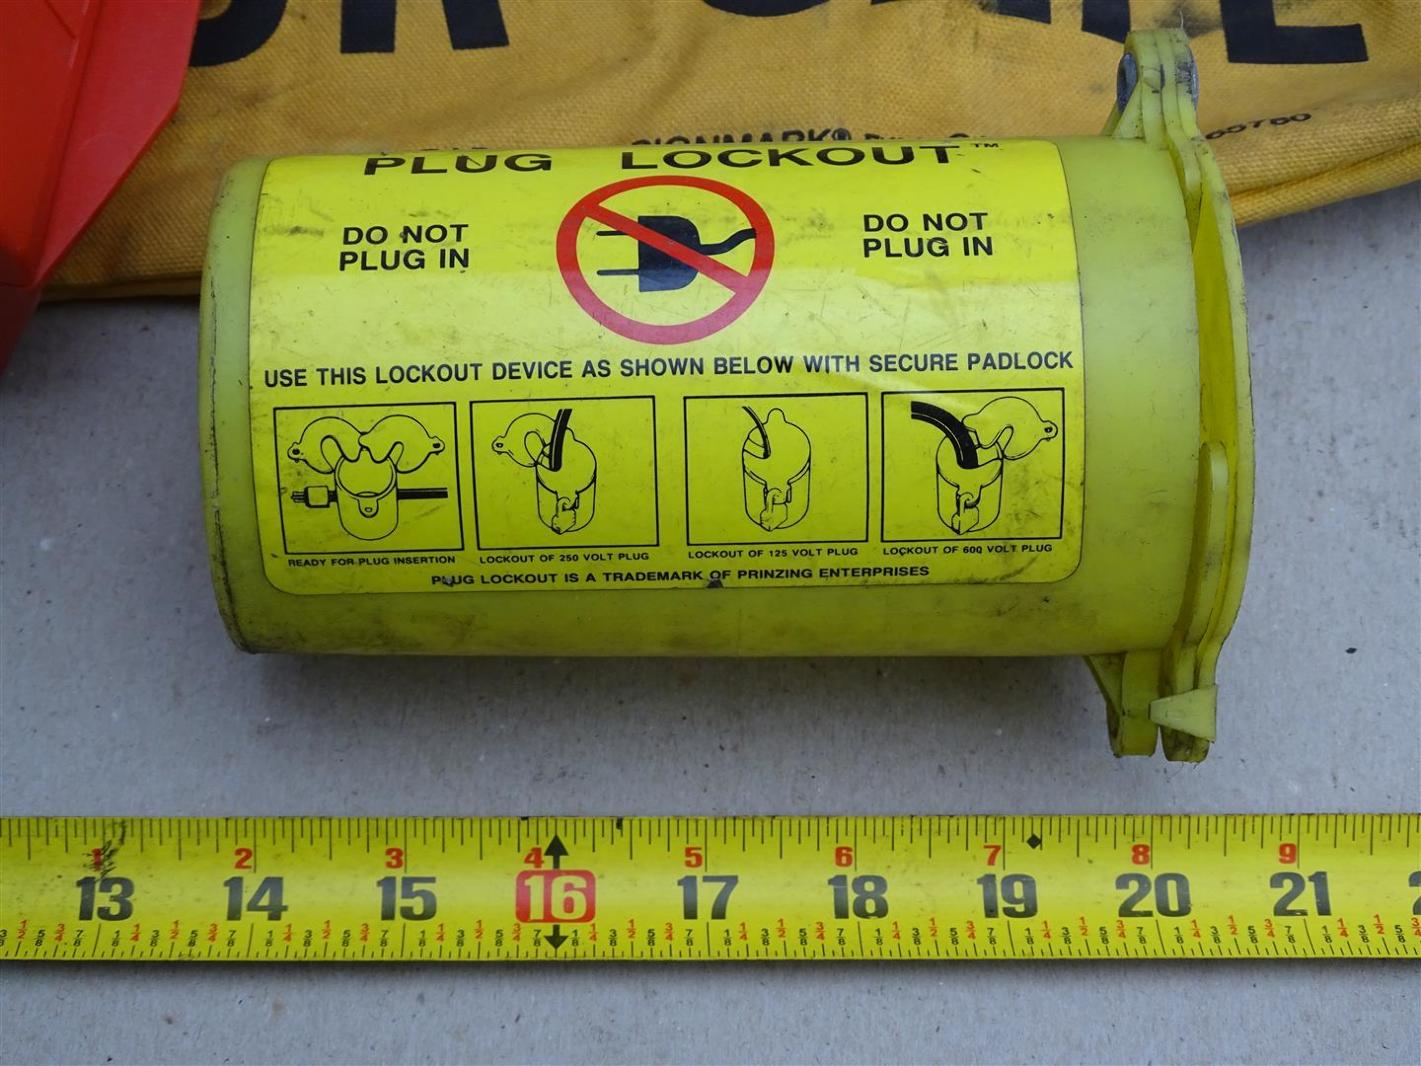 SIGNMARK®
PLUG LOCKOUT™
DO NOT
PLUG IN
DO NOT
PLUG IN
USE THIS LOCKOUT DEVICE AS SHOWN BELOW WITH SECURE PADLOCK
READY FOR PLUG INSERTION
LOCKOUT OF 250 VOLT PLUG
LOCKOUT OF 125 VOLT PLUG
LOCKOUT OF 600 VOLT PLUG
PLUG LOCKOUT IS A TRADEMARK OF PRINZING ENTERPRISES
1 2 3 4 5 6 7 8 9
13 14 15 16 17 18 19 20 21